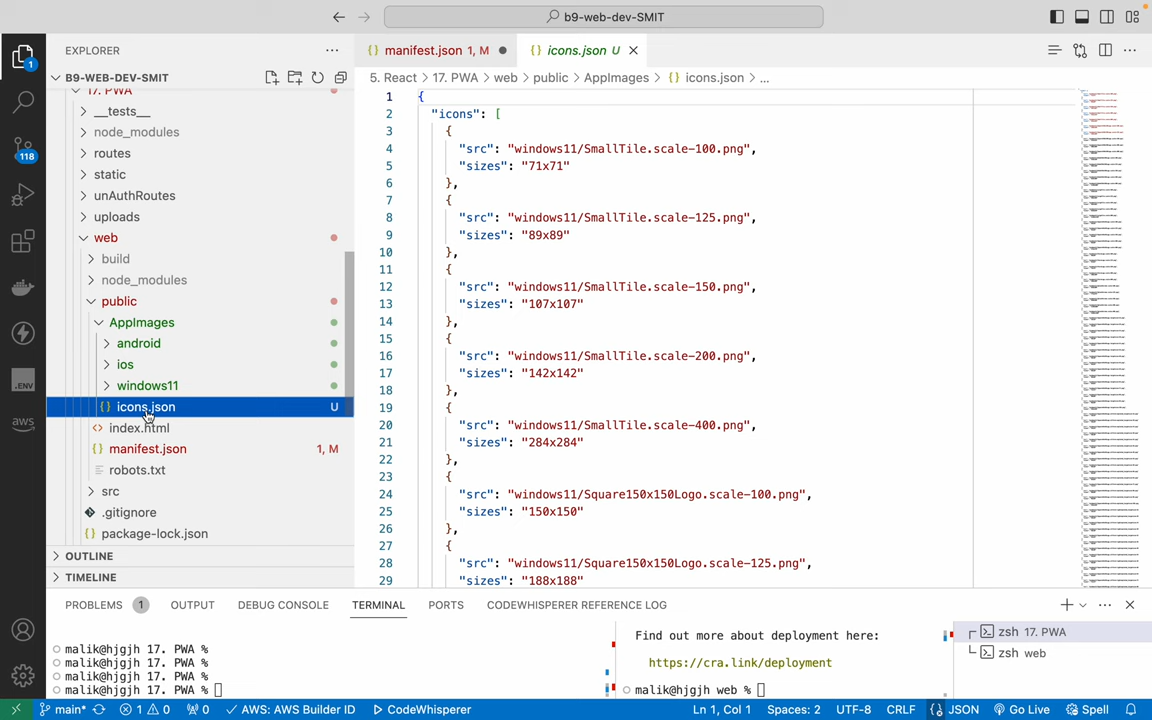 b9-web-dev-SMIT
EXPLORER
manifest.json 1, M
icons.json U
B9-WEB-DEV-SMIT
5. React > 17. PWA > web > public > AppImages > {} icons.json > ...
17. PWA
__tests__
node_modules
routes
static
unAuthRoutes
uploads
web
build
node_modules
public
AppImages
android
ios
windows11
icons.json U
index.html
manifest.json 1, M
robots.txt
src
.gitignore
package-lock.json
OUTLINE
TIMELINE
1
118
.ENV
aws
1 {
2 "icons": [
3 {
4 "src": "windows11/SmallTile.scale-100.png",
5 "sizes": "71x71"
6 },
7 {
8 "src": "windows11/SmallTile.scale-125.png",
9 "sizes": "89x89"
10 },
11 {
12 "src": "windows11/SmallTile.scale-150.png",
13 "sizes": "107x107"
14 },
15 {
16 "src": "windows11/SmallTile.scale-200.png",
17 "sizes": "142x142"
18 },
19 {
20 "src": "windows11/SmallTile.scale-400.png",
21 "sizes": "284x284"
22 },
23 {
24 "src": "windows11/Square150x150Logo.scale-100.png",
25 "sizes": "150x150"
26 },
27 {
28 "src": "windows11/Square150x150Logo.scale-125.png",
29 "sizes": "188x188"
PROBLEMS 1 OUTPUT DEBUG CONSOLE TERMINAL PORTS CODEWHISPERER REFERENCE LOG
malik@hjgjh 17. PWA %
malik@hjgjh 17. PWA %
malik@hjgjh 17. PWA %
malik@hjgjh 17. PWA %
Find out more about deployment here:
https://cra.link/deployment
malik@hjgjh web %
zsh 17. PWA
zsh web
main* 1 0 0 AWS: AWS Builder ID CodeWhisperer Ln 1, Col 1 Spaces: 2 UTF-8 CRLF {} JSON Go Live Spell